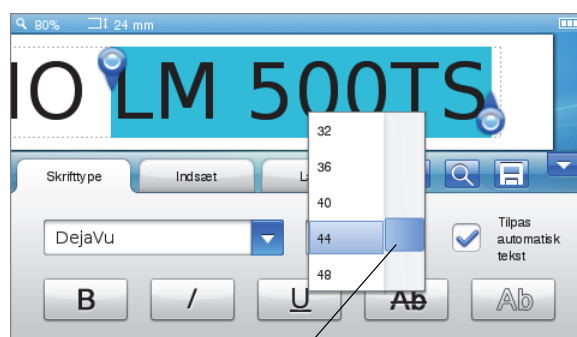 80% 24 mm
IO LM 500TS
Skrifttype Indsæt
32
36
40
44
48
DejaVu
Tilpas
automatisk
tekst
B I U Ab Ab